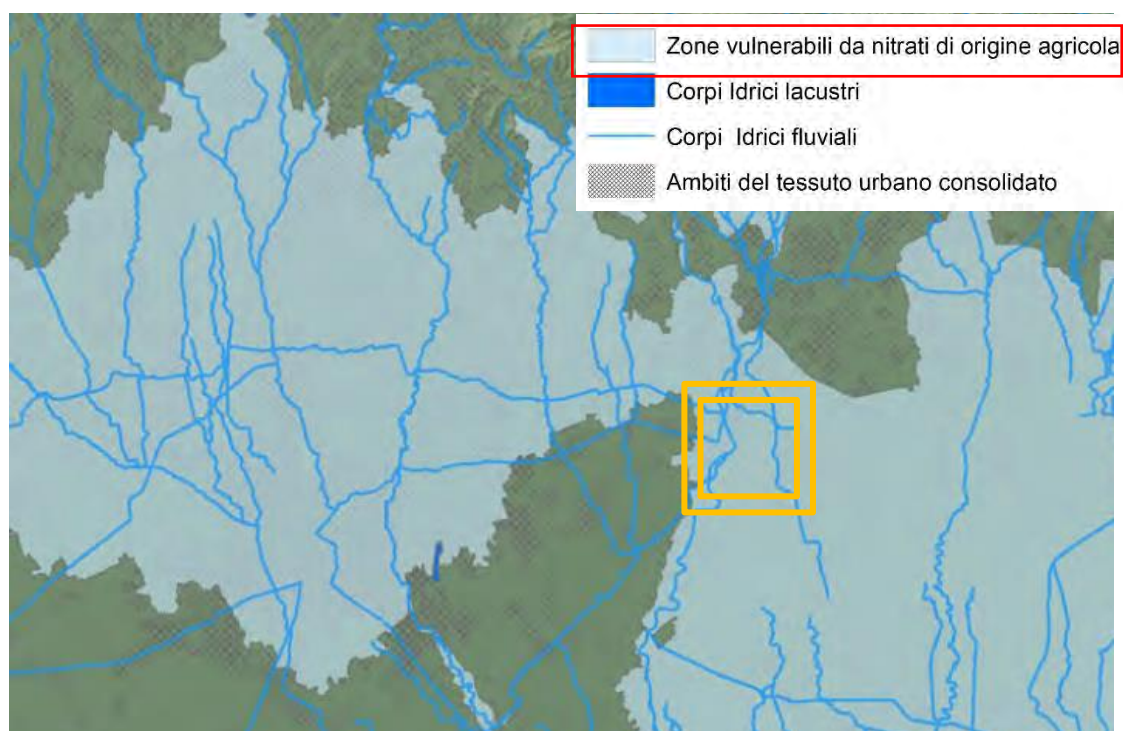 Zone vulnerabili da nitrati di origine agricola
Corpi Idrici lacustri
Corpi Idrici fluviali
Ambiti del tessuto urbano consolidato